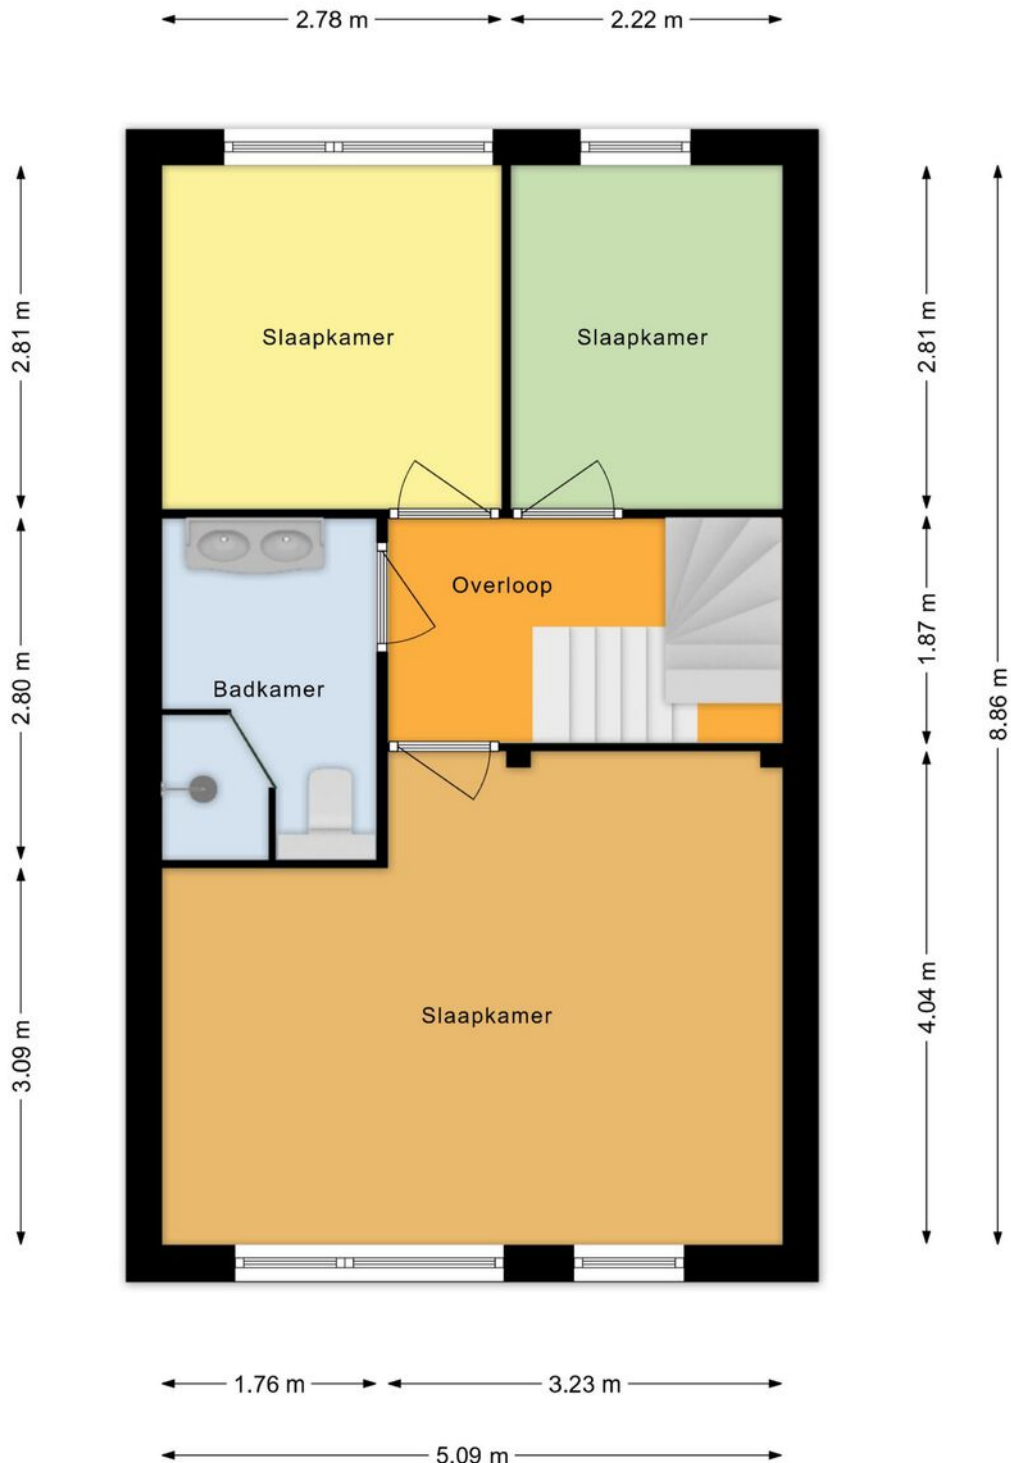 2.78 m
2.22 m
2.81 m
2.81 m
Slaapkamer
Slaapkamer
Overloop
1.87 m
2.80 m
Badkamer
8.86 m
4.04 m
Slaapkamer
3.09 m
1.76 m
3.23 m
5.09 m